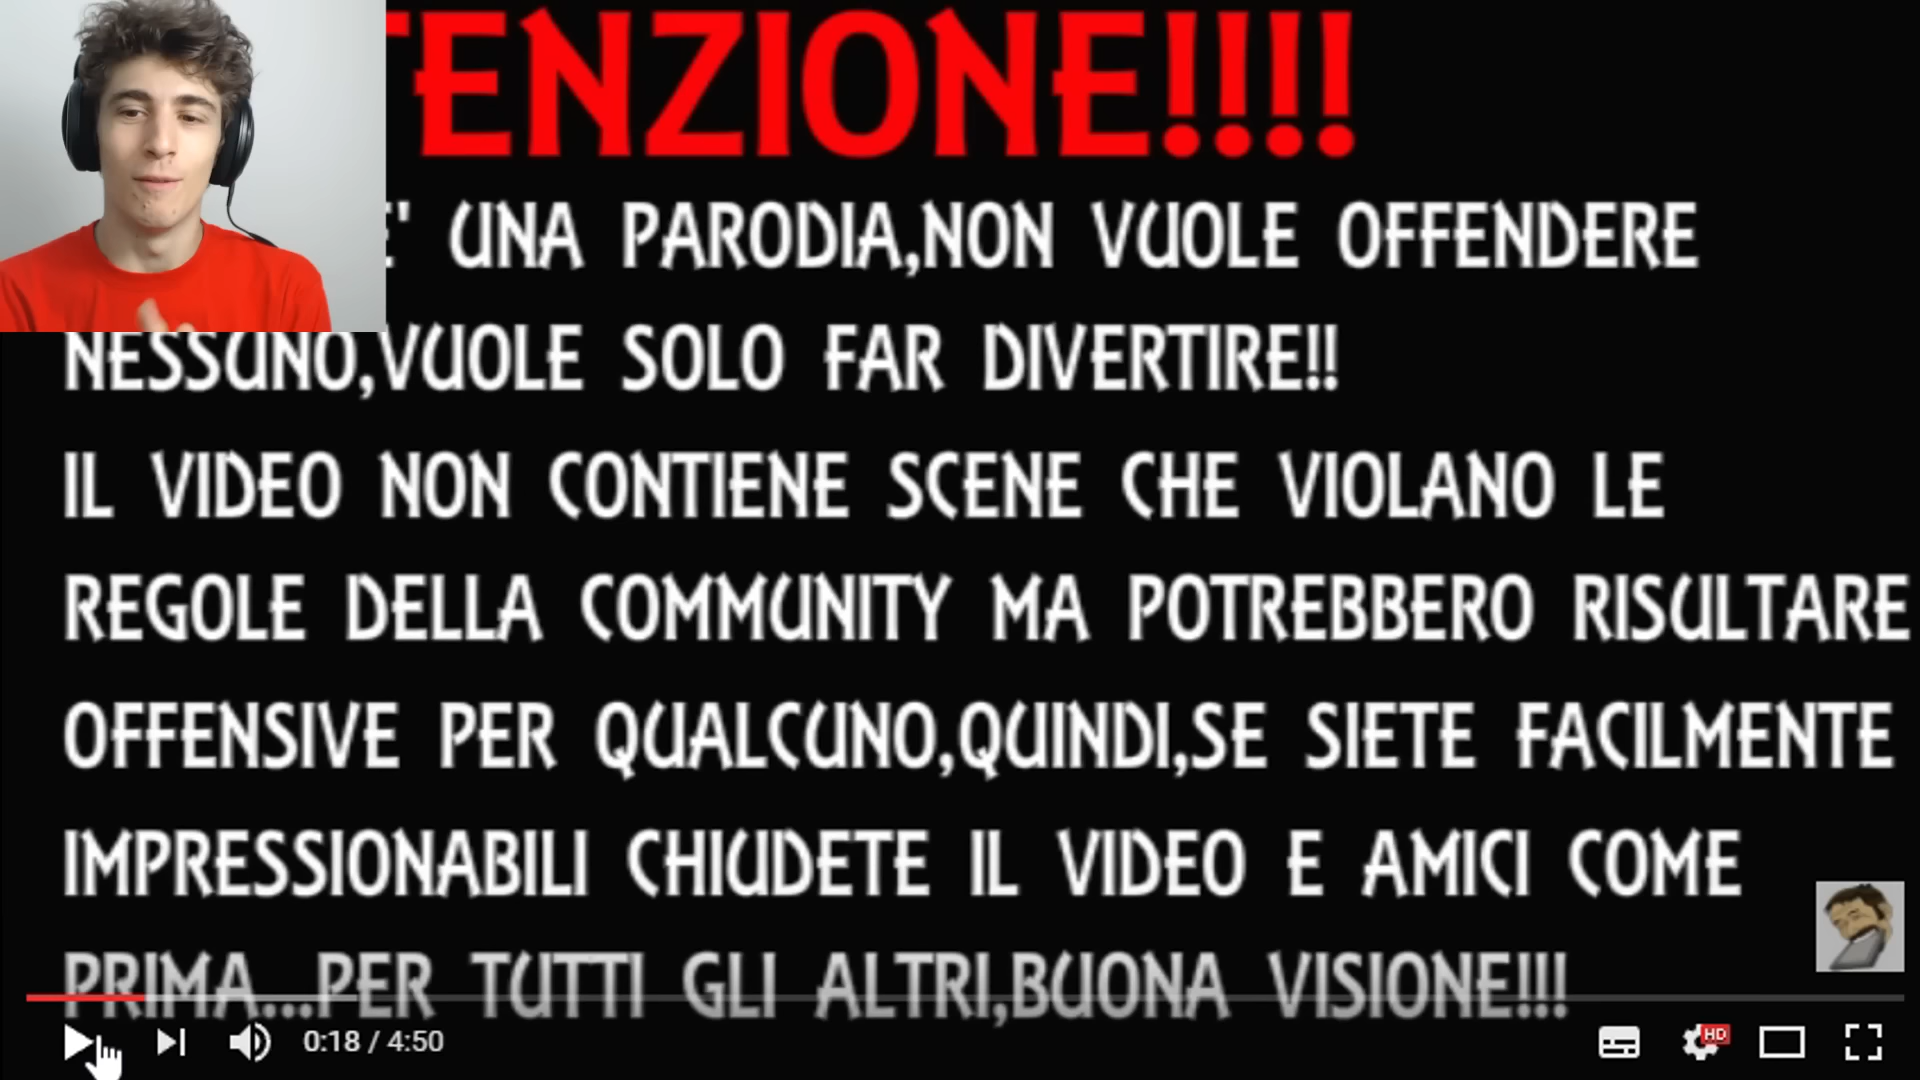 TENZIONE!!!!
E' UNA PARODIA,NON VUOLE OFFENDERE
NESSUNO,VUOLE SOLO FAR DIVERTIRE!!
IL VIDEO NON CONTIENE SCENE CHE VIOLANO LE
REGOLE DELLA COMMUNITY MA POTREBBERO RISULTARE
OFFENSIVE PER QUALCUNO,QUINDI,SE SIETE FACILMENTE
IMPRESSIONABILI CHIUDETE IL VIDEO E AMICI COME
PRIMA...PER TUTTI GLI ALTRI,BUONA VISIONE!!!
0:18 / 4:50
HD